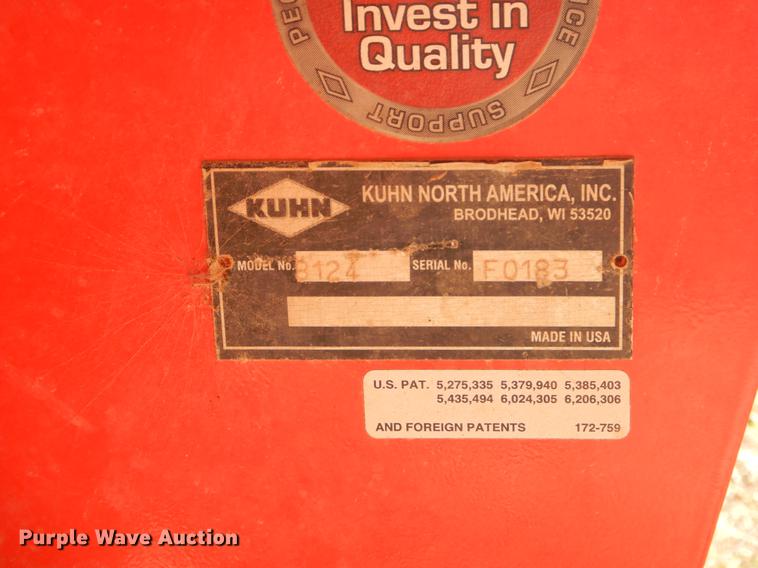 Invest in
Quality
SUPPORT
KUHN
KUHN NORTH AMERICA, INC.
BRODHEAD, WI 53520
MODEL No. 8124
SERIAL No. F0183
MADE IN USA
U.S. PAT. 5,275,335 5,379,940 5,385,403
5,435,494 6,024,305 6,206,306
AND FOREIGN PATENTS 172-759
Purple Wave Auction